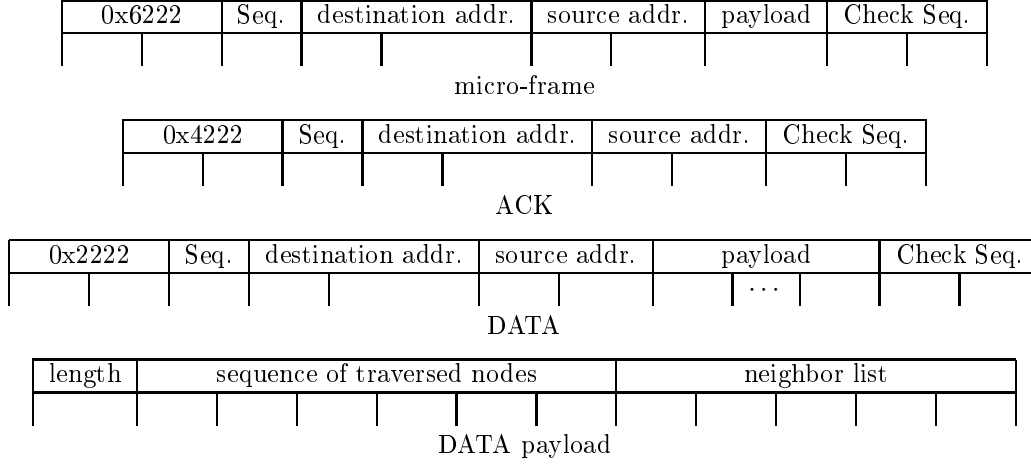 0x6222 Seq. destination addr. source addr. payload Check Seq.
micro-frame
0x4222 Seq. destination addr. source addr. Check Seq.
ACK
0x2222 Seq. destination addr. source addr. payload Check Seq.
...
DATA
length sequence of traversed nodes neighbor list
DATA payload